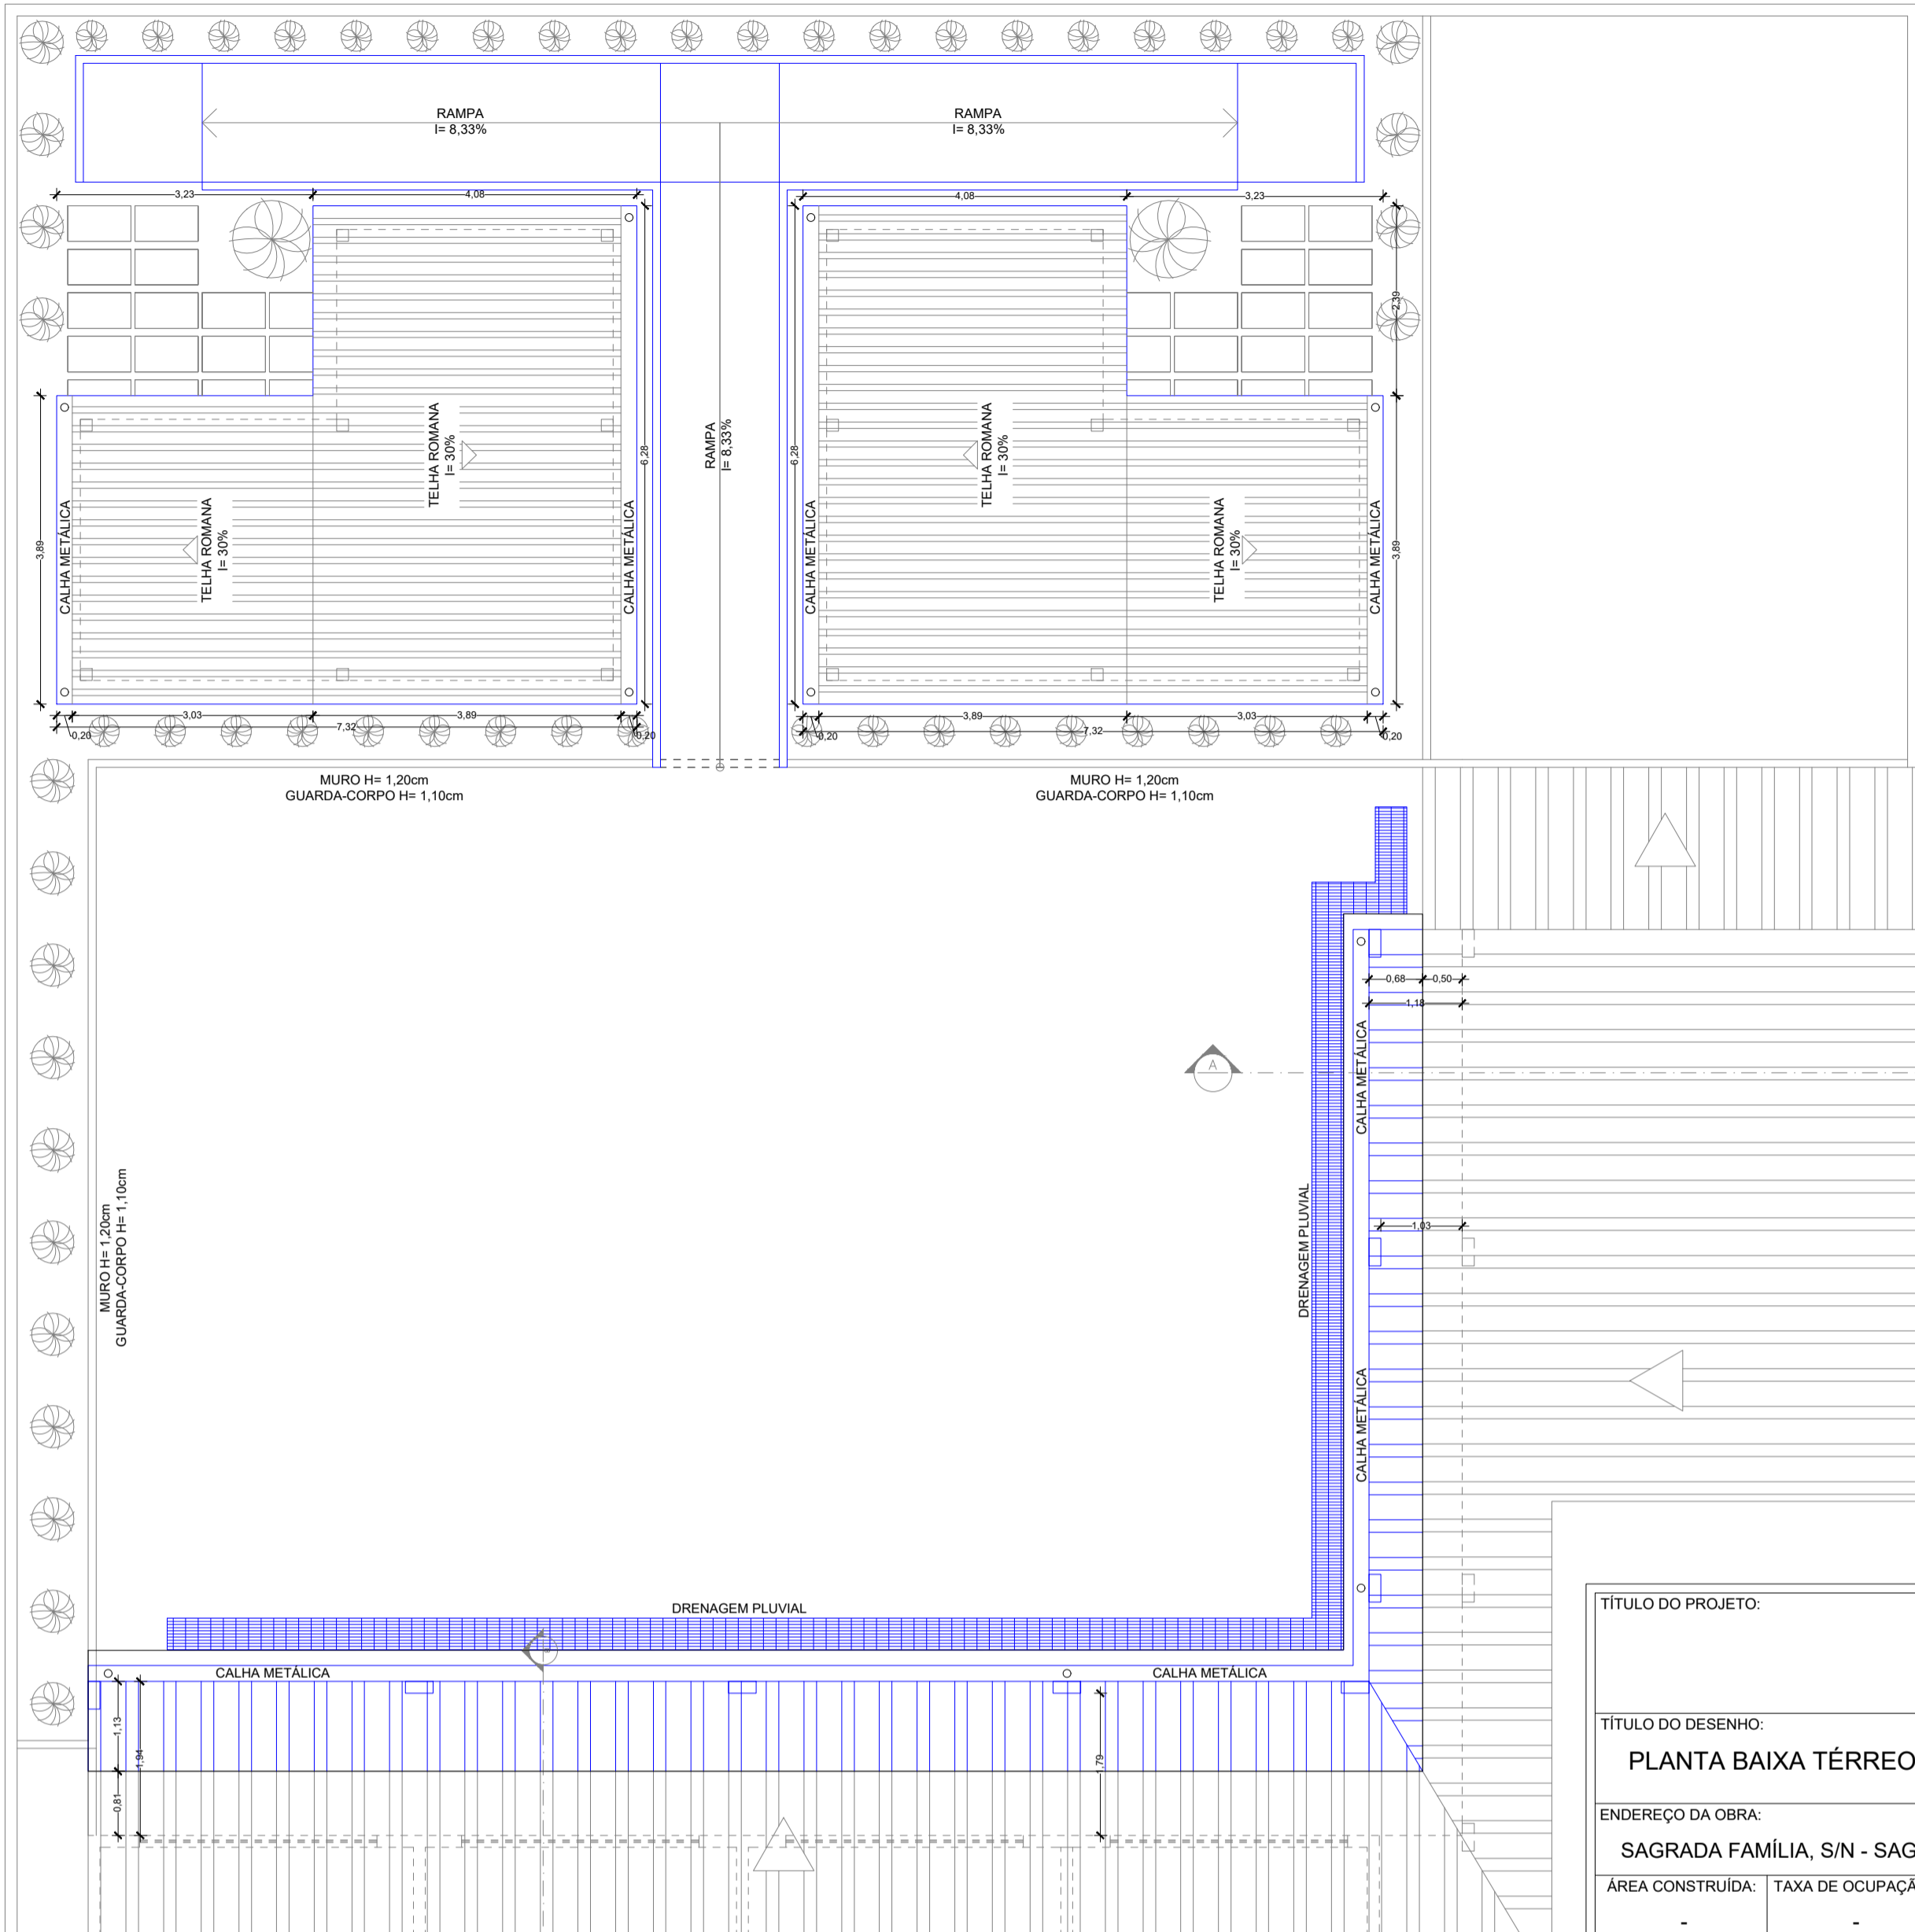 RAMPA
I= 8,33%
RAMPA
I= 8,33%
3,23
4,08
4,08
3,23
2,39
TELHA ROMANA
I= 30%
TELHA ROMANA
I= 30%
CALHA METÁLICA
CALHA METÁLICA
3,89
6,28
RAMPA
I= 8,33%
6,28
TELHA ROMANA
I= 30%
TELHA ROMANA
I= 30%
CALHA METÁLICA
CALHA METÁLICA
3,89
3,03
3,89
7,32
0,20
0,20
3,89
3,03
7,32
0,20
0,20
MURO H= 1,20cm
GUARDA-CORPO H= 1,10cm
MURO H= 1,20cm
GUARDA-CORPO H= 1,10cm
0,68
0,50
1,18
CALHA METÁLICA
A
MURO H= 1,20cm
GUARDA-CORPO H= 1,10cm
DRENAGEM PLUVIAL
1,03
CALHA METÁLICA
DRENAGEM PLUVIAL
CALHA METÁLICA
CALHA METÁLICA
1,13
1,94
0,81
1,79
TÍTULO DO PROJETO:
TÍTULO DO DESENHO:
PLANTA BAIXA TÉRREO
ENDEREÇO DA OBRA:
SAGRADA FAMÍLIA, S/N - SAG
ÁREA CONSTRUÍDA:
TAXA DE OCUPAÇÃ
-
-